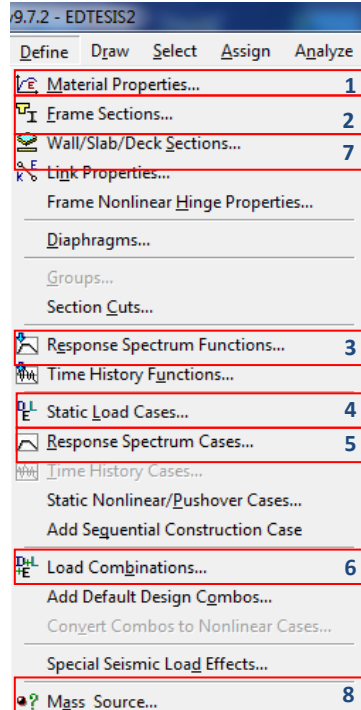 v9.7.2 - EDTESIS2
Define Draw Select Assign Analyze
Material Properties... 1
Frame Sections... 2
Wall/Slab/Deck Sections... 7
Link Properties...
Frame Nonlinear Hinge Properties...
Diaphragms...
Groups...
Section Cuts...
Response Spectrum Functions... 3
Time History Functions...
Static Load Cases... 4
Response Spectrum Cases... 5
Time History Cases...
Static Nonlinear/Pushover Cases...
Add Sequential Construction Case
Load Combinations... 6
Add Default Design Combos...
Convert Combos to Nonlinear Cases...
Special Seismic Load Effects...
Mass Source... 8